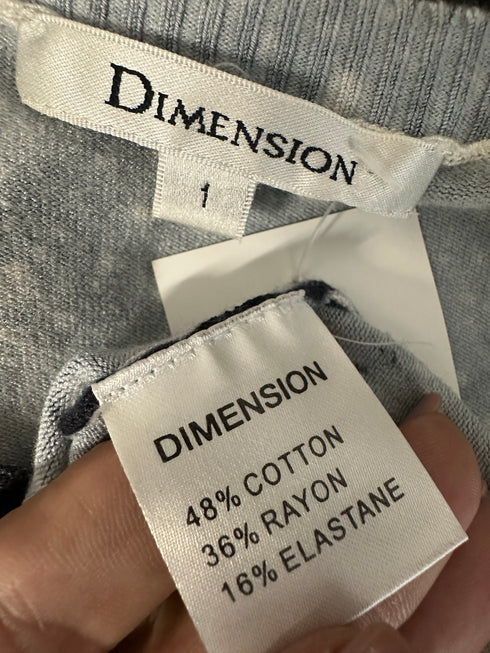 DIMENSION
1
DIMENSION
48% COTTON
36% RAYON
16% ELASTANE